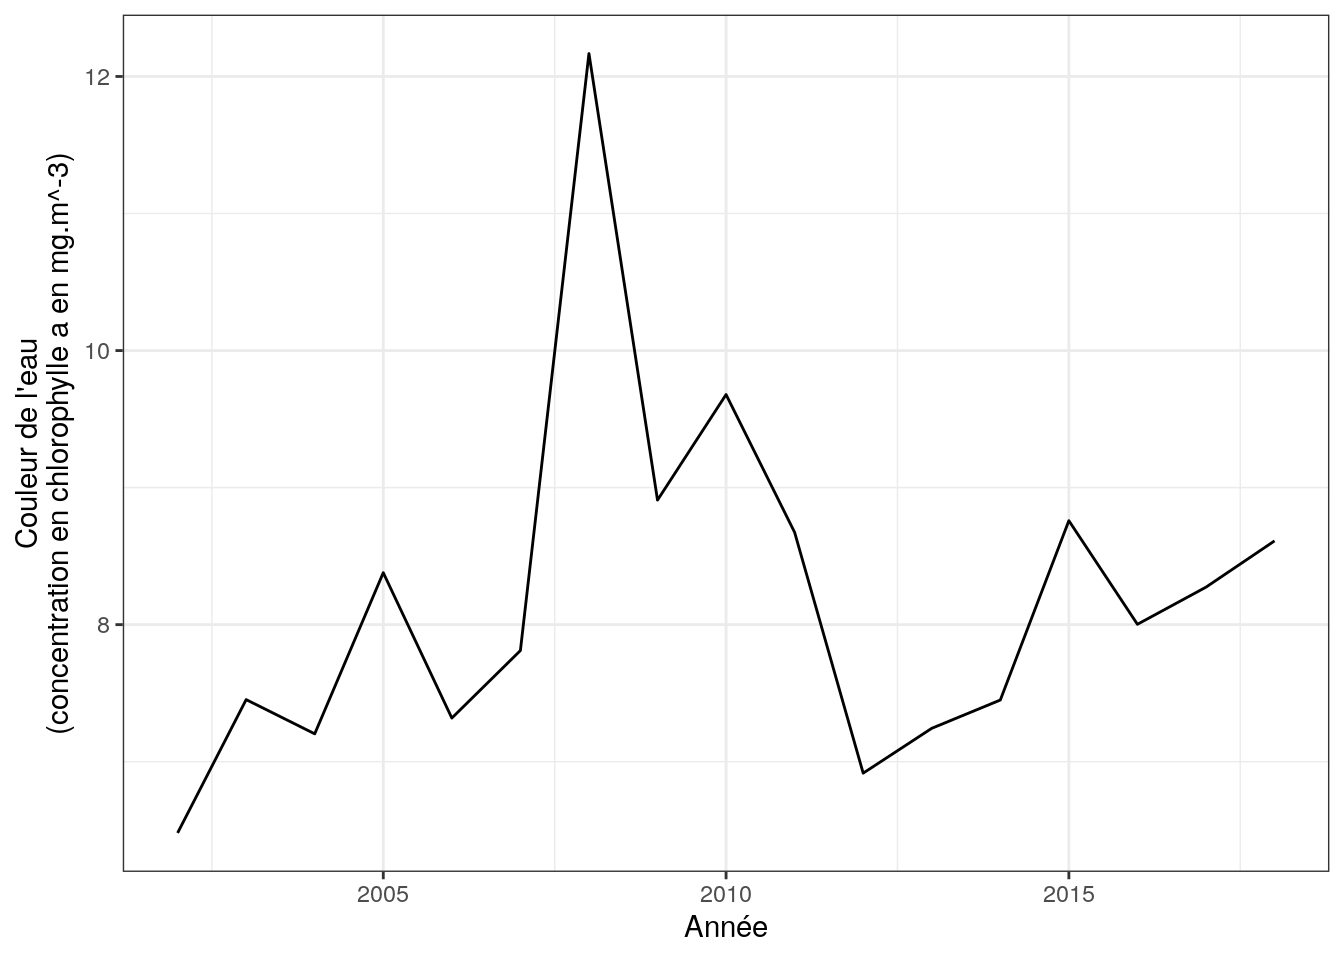 Couleur de l'eau
(concentration en chlorophylle a en mg.m^-3)
12
10
8
2005
2010
2015
Année